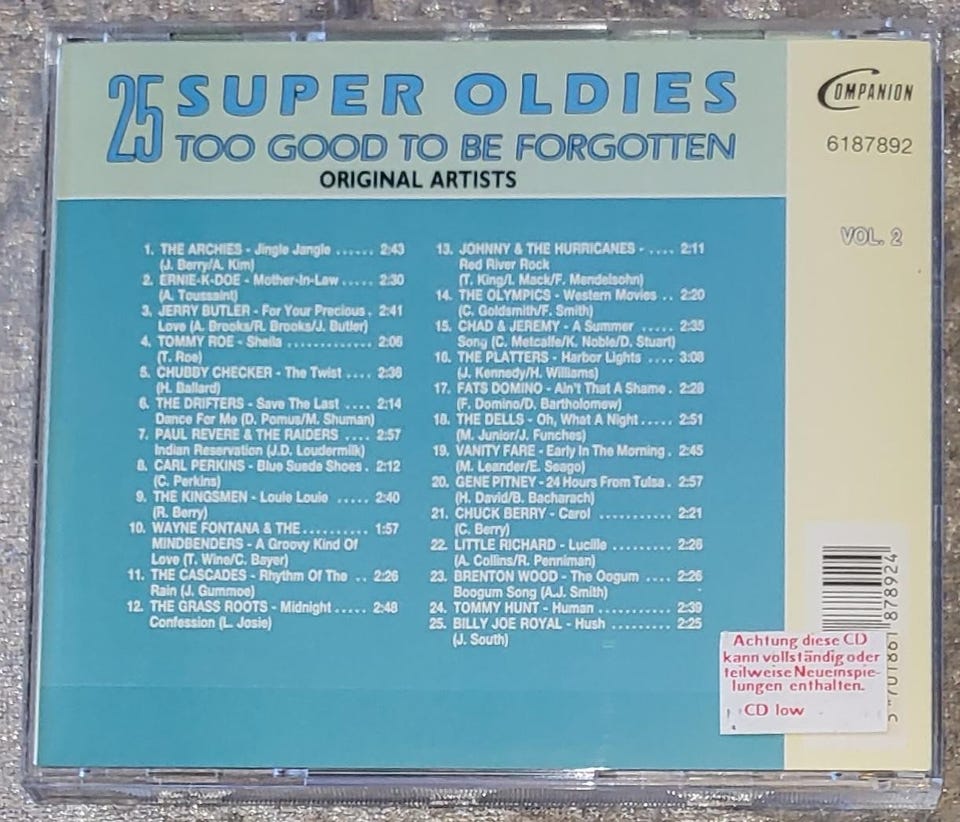 25 SUPER OLDIES
TOO GOOD TO BE FORGOTTEN
ORIGINAL ARTISTS
COMPANION
6187892
VOL. 2
1. THE ARCHIES - Jingle Jangle ...... 2:43
(J. Berry/A. Kim)
2. ERNIE-K-DOE - Mother-In-Law ..... 2:30
(A. Toussaint)
3. JERRY BUTLER - For Your Precious . 2:41
Love (A. Brooks/R. Brooks/J. Butler)
4. TOMMY ROE - Sheila ............ 2:06
(T. Roe)
5. CHUBBY CHECKER - The Twist .... 2:36
(H. Ballard)
6. THE DRIFTERS - Save The Last .... 2:14
Dance For Me (D. Pomus/M. Shuman)
7. PAUL REVERE & THE RAIDERS .... 2:57
Indian Reservation (J.D. Loudermilk)
8. CARL PERKINS - Blue Suede Shoes . 2:12
(C. Perkins)
9. THE KINGSMEN - Louie Louie ..... 2:40
(R. Berry)
10. WAYNE FONTANA & THE .......... 1:57
MINDBENDERS - A Groovy Kind Of
Love (T. Wine/C. Bayer)
11. THE CASCADES - Rhythm Of The .. 2:26
Rain (J. Gummoe)
12. THE GRASS ROOTS - Midnight ..... 2:48
Confession (L. Josie)
13. JOHNNY & THE HURRICANES - .... 2:11
Red River Rock
(T. King/I. Mack/F. Mendelsohn)
14. THE OLYMPICS - Western Movies .. 2:20
(C. Goldsmith/F. Smith)
15. CHAD & JEREMY - A Summer ..... 2:35
Song (C. Metcalfe/K. Noble/D. Stuart)
16. THE PLATTERS - Harbor Lights .... 3:08
(J. Kennedy/H. Williams)
17. FATS DOMINO - Ain't That A Shame . 2:28
(F. Domino/D. Bartholomew)
18. THE DELLS - Oh, What A Night ..... 2:51
(M. Junior/J. Funches)
19. VANITY FARE - Early In The Morning . 2:45
(M. Leander/E. Seago)
20. GENE PITNEY - 24 Hours From Tulsa . 2:57
(H. David/B. Bacharach)
21. CHUCK BERRY - Carol ........... 2:21
(C. Berry)
22. LITTLE RICHARD - Lucille ......... 2:26
(A. Collins/R. Penniman)
23. BRENTON WOOD - The Oogum .... 2:26
Boogum Song (A.J. Smith)
24. TOMMY HUNT - Human .......... 2:39
25. BILLY JOE ROYAL - Hush ......... 2:25
(J. South)
5 701861 878924
Achtung diese CD
kann vollständig oder
teilweise Neueinspie-
lungen enthalten.
CD low